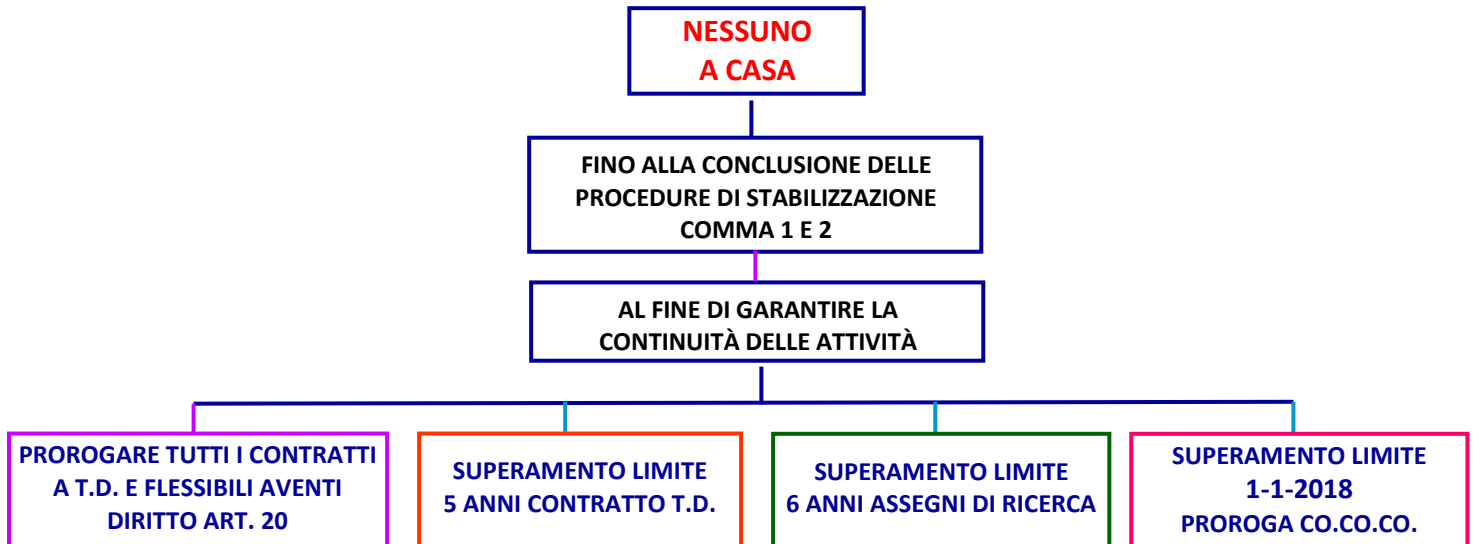 NESSUNO
A CASA
FINO ALLA CONCLUSIONE DELLE
PROCEDURE DI STABILIZZAZIONE
COMMA 1 E 2
AL FINE DI GARANTIRE LA
CONTINUITÀ DELLE ATTIVITÀ
PROROGARE TUTTI I CONTRATTI
A T.D. E FLESSIBILI AVENTI
DIRITTO ART. 20
SUPERAMENTO LIMITE
5 ANNI CONTRATTO T.D.
SUPERAMENTO LIMITE
6 ANNI ASSEGNI DI RICERCA
SUPERAMENTO LIMITE
1-1-2018
PROROGA CO.CO.CO.